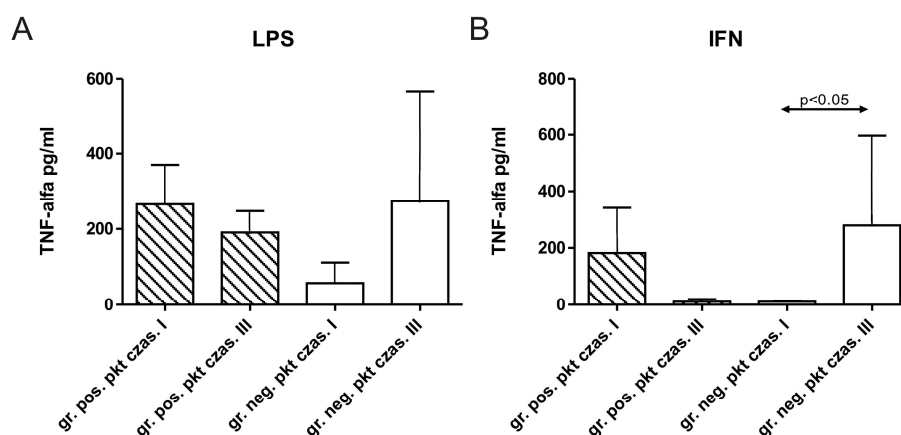 A
LPS
TNF-alfa pg/ml
600
400
200
0
gr. pos. pkt czas. I
gr. pos. pkt czas. III
gr. neg. pkt czas. I
gr. neg. pkt czas. III
B
IFN
TNF-alfa pg/ml
800
600
400
200
0
p<0.05
gr. pos. pkt czas. I
gr. pos. pkt czas. III
gr. neg. pkt czas. I
gr. neg. pkt czas. III